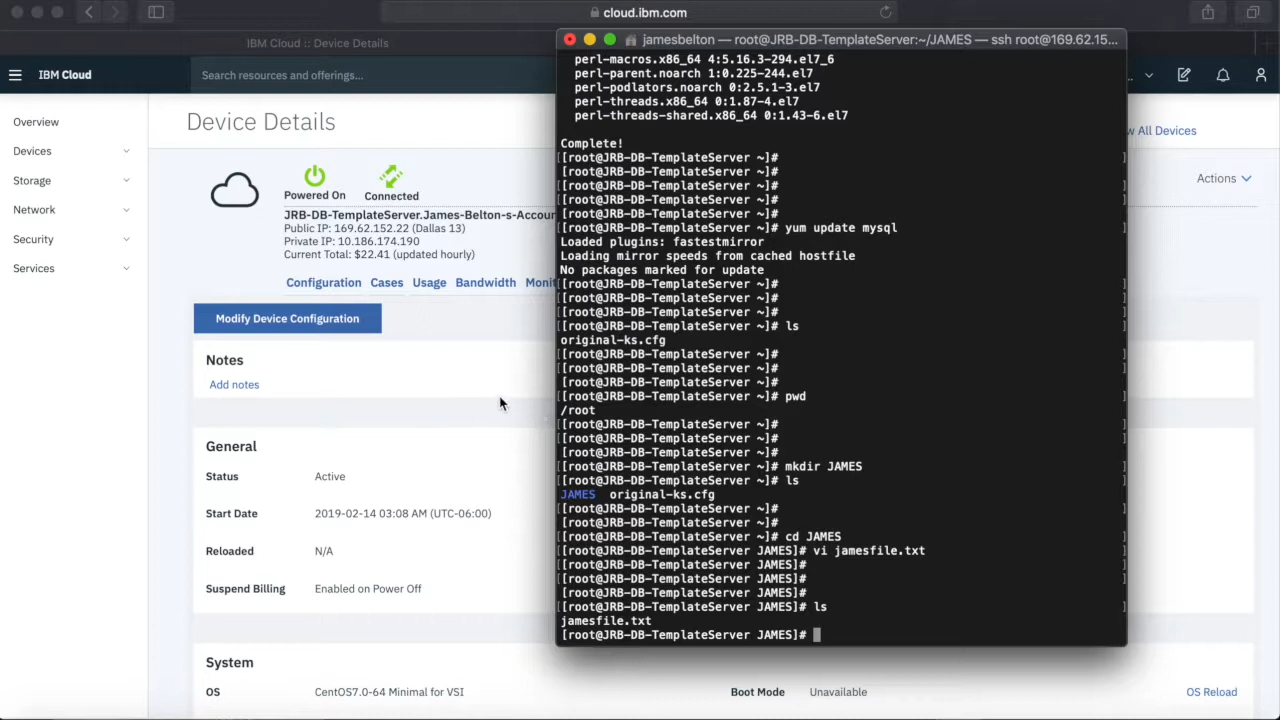 cloud.ibm.com
IBM Cloud :: Device Details
IBM Cloud
Search resources and offerings...
Overview
Devices
Storage
Network
Security
Services
Device Details
w All Devices
Actions
Powered On
Connected
JRB-DB-TemplateServer.James-Belton-s-Accou
Public IP: 169.62.152.22 (Dallas 13)
Private IP: 10.186.174.190
Current Total: $22.41 (updated hourly)
Configuration Cases Usage Bandwidth Monit
Modify Device Configuration
Notes
Add notes
General
Status Active
Start Date 2019-02-14 03:08 AM (UTC-06:00)
Reloaded N/A
Suspend Billing Enabled on Power Off
System
OS CentOS7.0-64 Minimal for VSI
Boot Mode Unavailable
OS Reload
jamesbelton — root@JRB-DB-TemplateServer:~/JAMES — ssh root@169.62.15...
perl-macros.x86_64 4:5.16.3-294.el7_6
perl-parent.noarch 1:0.225-244.el7
perl-podlators.noarch 0:2.5.1-3.el7
perl-threads.x86_64 0:1.87-4.el7
perl-threads-shared.x86_64 0:1.43-6.el7
Complete!
[[root@JRB-DB-TemplateServer ~]# ]
[[root@JRB-DB-TemplateServer ~]# ]
[[root@JRB-DB-TemplateServer ~]# ]
[[root@JRB-DB-TemplateServer ~]# ]
[[root@JRB-DB-TemplateServer ~]# ]
[[root@JRB-DB-TemplateServer ~]# yum update mysql ]
Loaded plugins: fastestmirror
Loading mirror speeds from cached hostfile
No packages marked for update
[[root@JRB-DB-TemplateServer ~]# ]
[[root@JRB-DB-TemplateServer ~]# ]
[[root@JRB-DB-TemplateServer ~]# ]
[[root@JRB-DB-TemplateServer ~]# ls ]
original-ks.cfg
[[root@JRB-DB-TemplateServer ~]# ]
[[root@JRB-DB-TemplateServer ~]# ]
[[root@JRB-DB-TemplateServer ~]# ]
[[root@JRB-DB-TemplateServer ~]# pwd ]
/root
[[root@JRB-DB-TemplateServer ~]# ]
[[root@JRB-DB-TemplateServer ~]# ]
[[root@JRB-DB-TemplateServer ~]# ]
[[root@JRB-DB-TemplateServer ~]# mkdir JAMES ]
[[root@JRB-DB-TemplateServer ~]# ls ]
JAMES original-ks.cfg
[[root@JRB-DB-TemplateServer ~]# ]
[[root@JRB-DB-TemplateServer ~]# ]
[[root@JRB-DB-TemplateServer ~]# cd JAMES ]
[[root@JRB-DB-TemplateServer JAMES]# vi jamesfile.txt ]
[[root@JRB-DB-TemplateServer JAMES]# ]
[[root@JRB-DB-TemplateServer JAMES]# ]
[[root@JRB-DB-TemplateServer JAMES]# ]
[[root@JRB-DB-TemplateServer JAMES]# ls ]
jamesfile.txt
[root@JRB-DB-TemplateServer JAMES]#